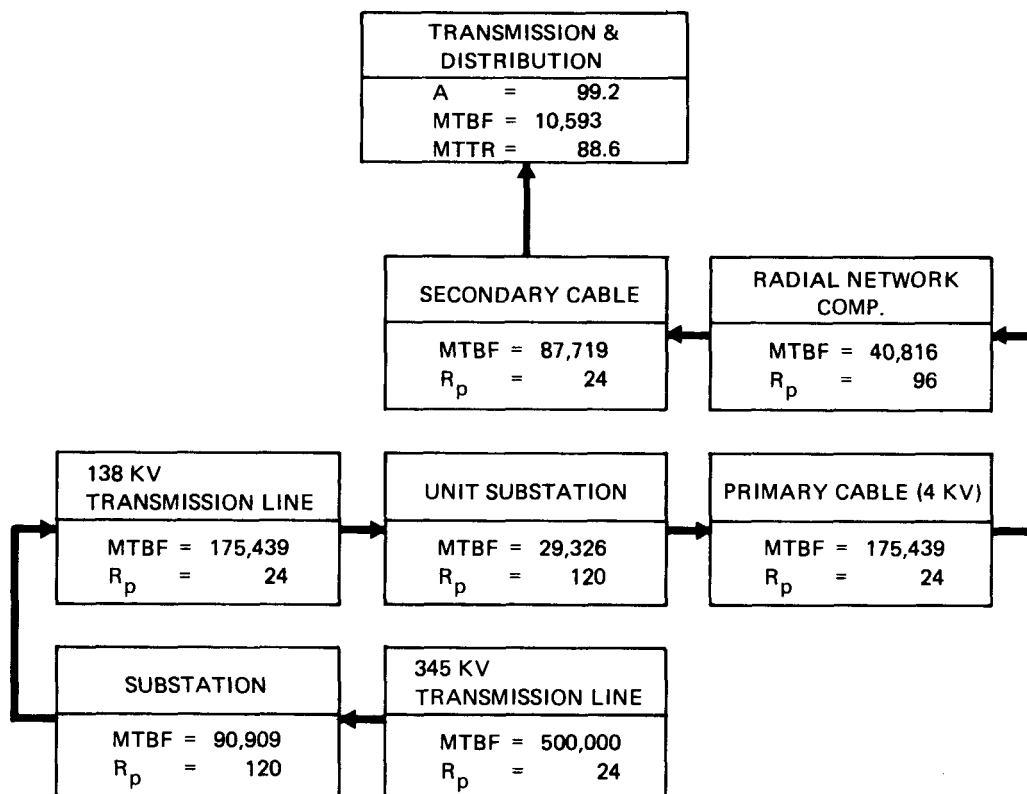 TRANSMISSION &
DISTRIBUTION
A = 99.2
MTBF = 10,593
MTTR = 88.6
SECONDARY CABLE
MTBF = 87,719
Rp = 24
RADIAL NETWORK
COMP.
MTBF = 40,816
Rp = 96
138 KV
TRANSMISSION LINE
MTBF = 175,439
Rp = 24
UNIT SUBSTATION
MTBF = 29,326
Rp = 120
PRIMARY CABLE (4 KV)
MTBF = 175,439
Rp = 24
SUBSTATION
MTBF = 90,909
Rp = 120
345 KV
TRANSMISSION LINE
MTBF = 500,000
Rp = 24